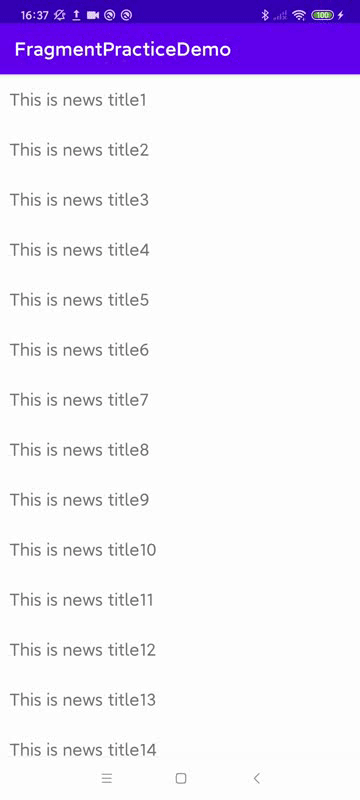 16:37
100
FragmentPracticeDemo
This is news title1
This is news title2
This is news title3
This is news title4
This is news title5
This is news title6
This is news title7
This is news title8
This is news title9
This is news title10
This is news title11
This is news title12
This is news title13
This is news title14